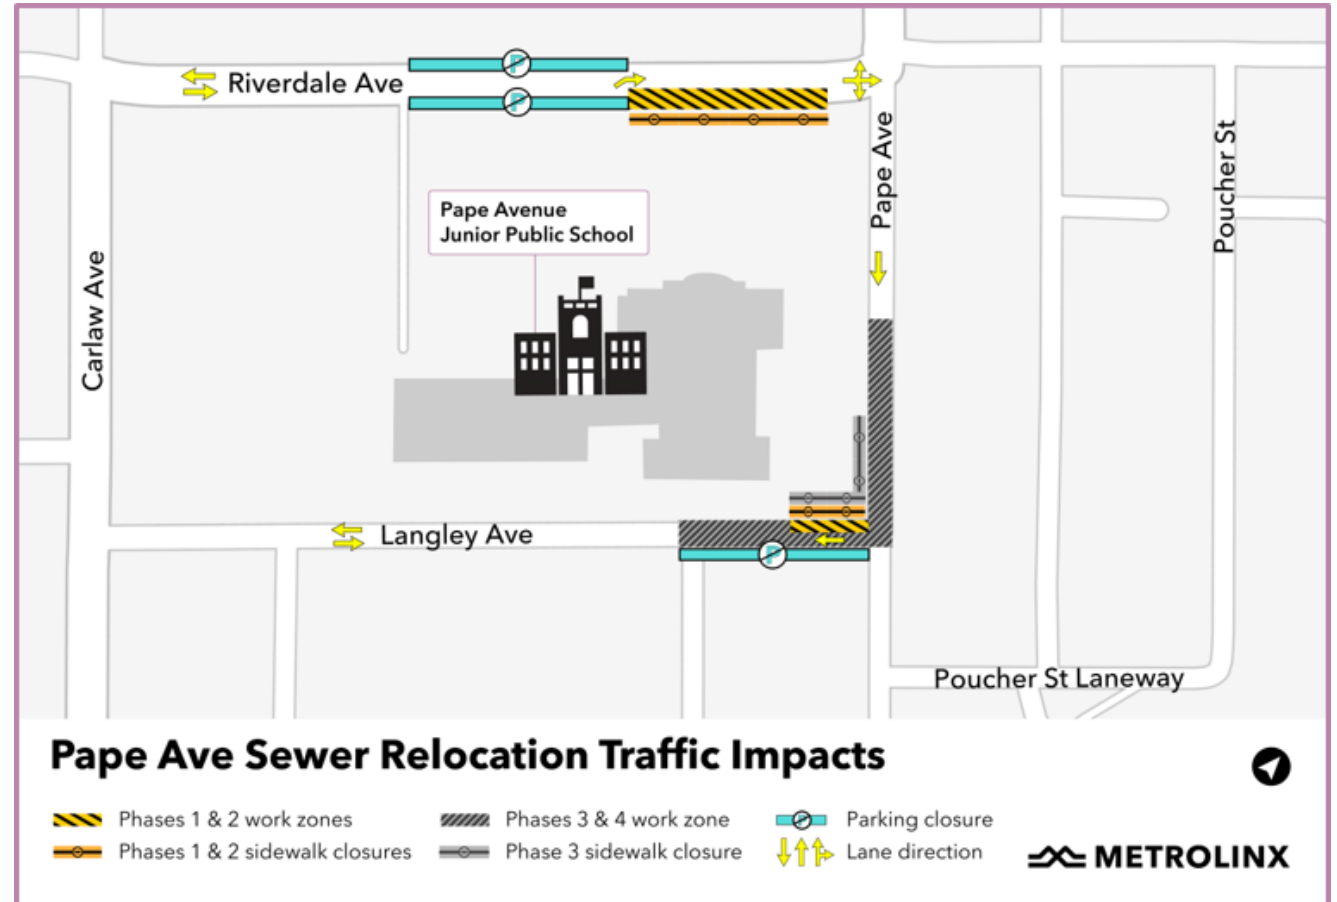 Riverdale Ave
P
P
Pape Ave
Poucher St
Pape Avenue
Junior Public School
Carlaw Ave
Langley Ave
P
Poucher St Laneway
Pape Ave Sewer Relocation Traffic Impacts
Phases 1 & 2 work zones
Phases 3 & 4 work zone
P
Parking closure
Phases 1 & 2 sidewalk closures
Phase 3 sidewalk closure
Lane direction
METROLINX